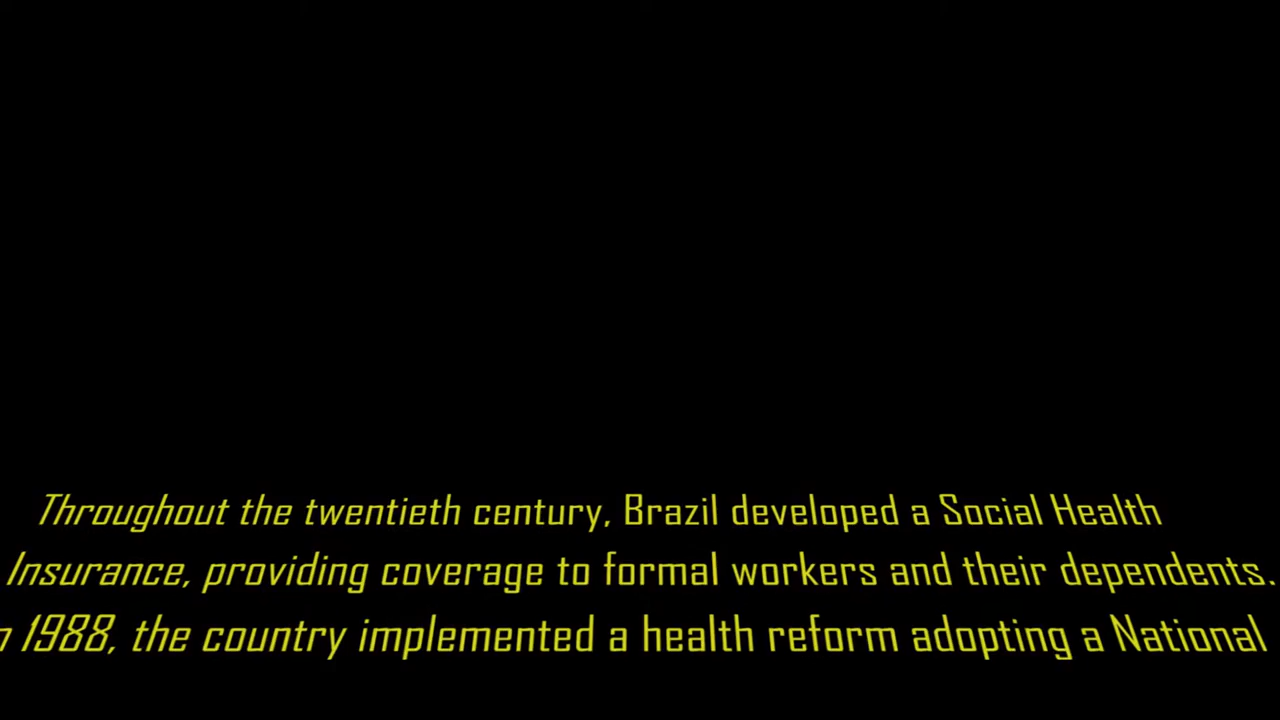 Throughout the twentieth century, Brazil developed a Social Health
Insurance, providing coverage to formal workers and their dependents.
1988, the country implemented a health reform adopting a National